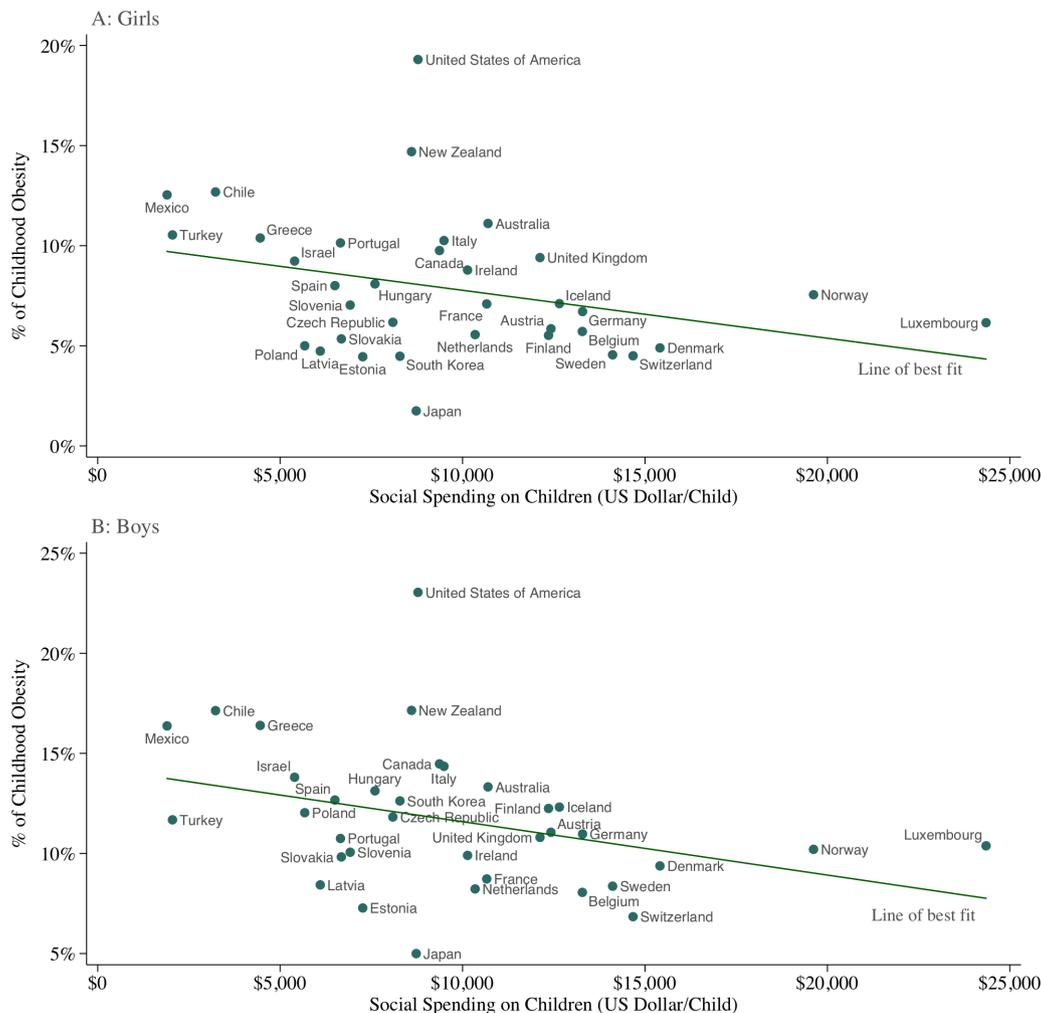 A: Girls
20%
United States of America
15%
New Zealand
Chile
Mexico
Australia
Turkey
Greece
Portugal
Italy
10%
Israel
Canada
United Kingdom
Ireland
Spain
Hungary
Iceland
Norway
Slovenia
France
Czech Republic
Austria
Germany
Luxembourg
Slovakia
Belgium
5%
Poland
Netherlands
Finland
Denmark
Latvia
Estonia
South Korea
Sweden
Switzerland
Line of best fit
Japan
0%
% of Childhood Obesity
$0
$5,000
$10,000
$15,000
$20,000
$25,000
Social Spending on Children (US Dollar/Child)
B: Boys
25%
United States of America
20%
Chile
New Zealand
Greece
Mexico
15%
Israel
Canada
Hungary
Italy
Spain
Australia
South Korea
Finland
Iceland
Poland
Czech Republic
Turkey
Austria
Portugal
United Kingdom
Germany
Luxembourg
10%
Slovakia
Slovenia
Ireland
Norway
Denmark
Latvia
France
Netherlands
Sweden
Belgium
Estonia
Switzerland
Line of best fit
5%
Japan
% of Childhood Obesity
$0
$5,000
$10,000
$15,000
$20,000
$25,000
Social Spending on Children (US Dollar/Child)